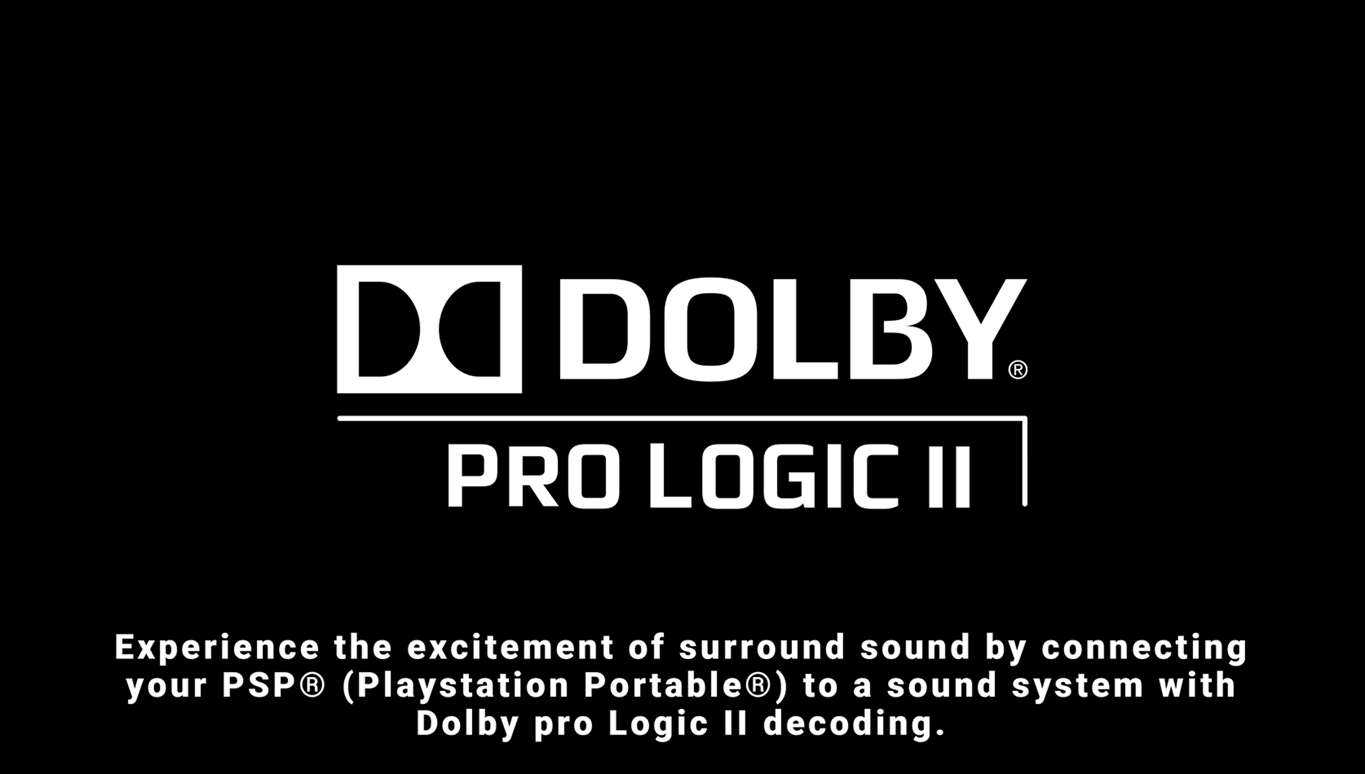 DOLBY®
PRO LOGIC II
Experience the excitement of surround sound by connecting
your PSP® (Playstation Portable®) to a sound system with
Dolby pro Logic II decoding.